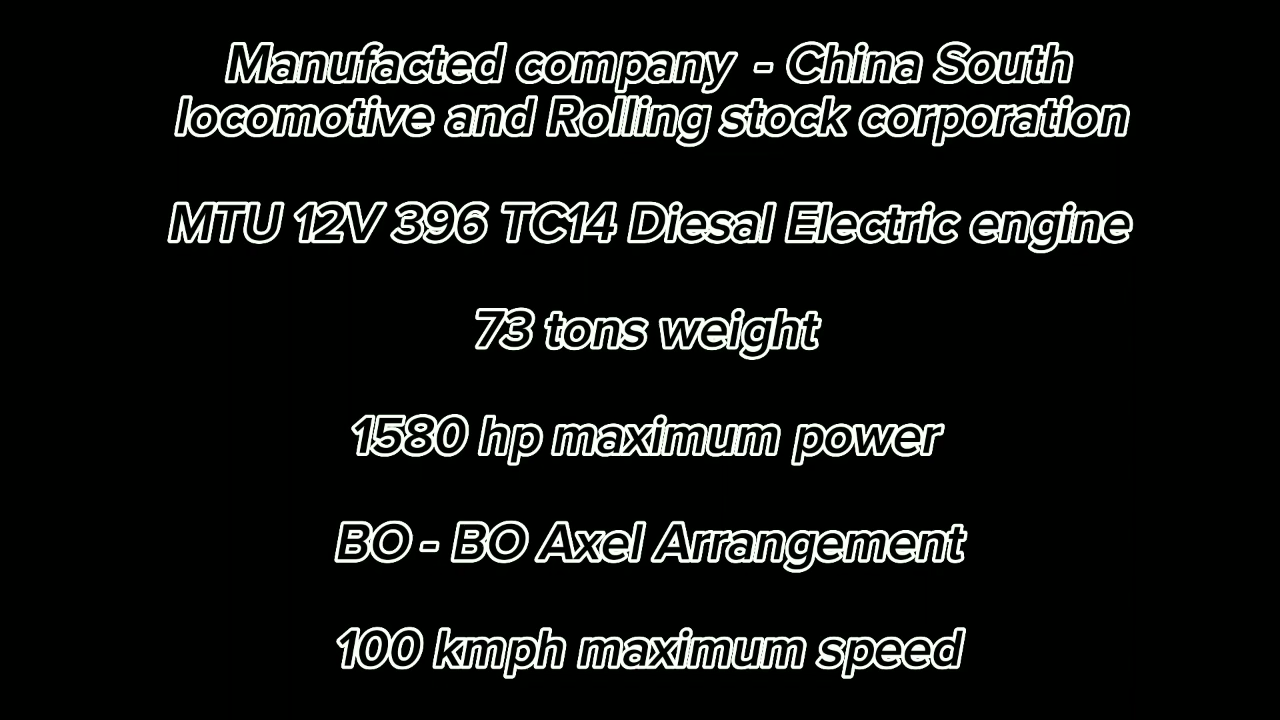 Manufacted company - China South
locomotive and Rolling stock corporation
MTU 12V 396 TC14 Diesal Electric engine
73 tons weight
1580 hp maximum power
BO - BO Axel Arrangement
100 kmph maximum speed